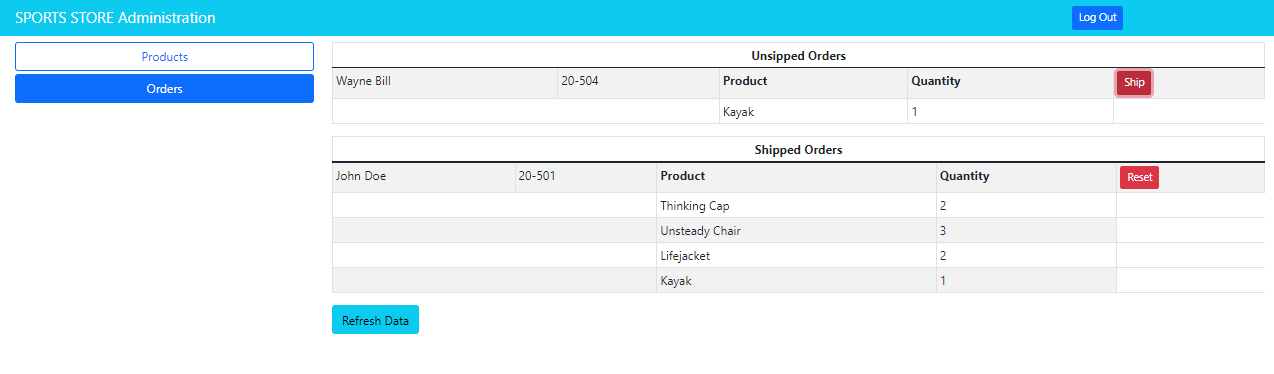 SPORTS STORE Administration Log Out
Products
Orders
Unsipped Orders
Wayne Bill 20-504 Product Quantity Ship
Kayak 1
Shipped Orders
John Doe 20-501 Product Quantity Reset
Thinking Cap 2
Unsteady Chair 3
Lifejacket 2
Kayak 1
Refresh Data